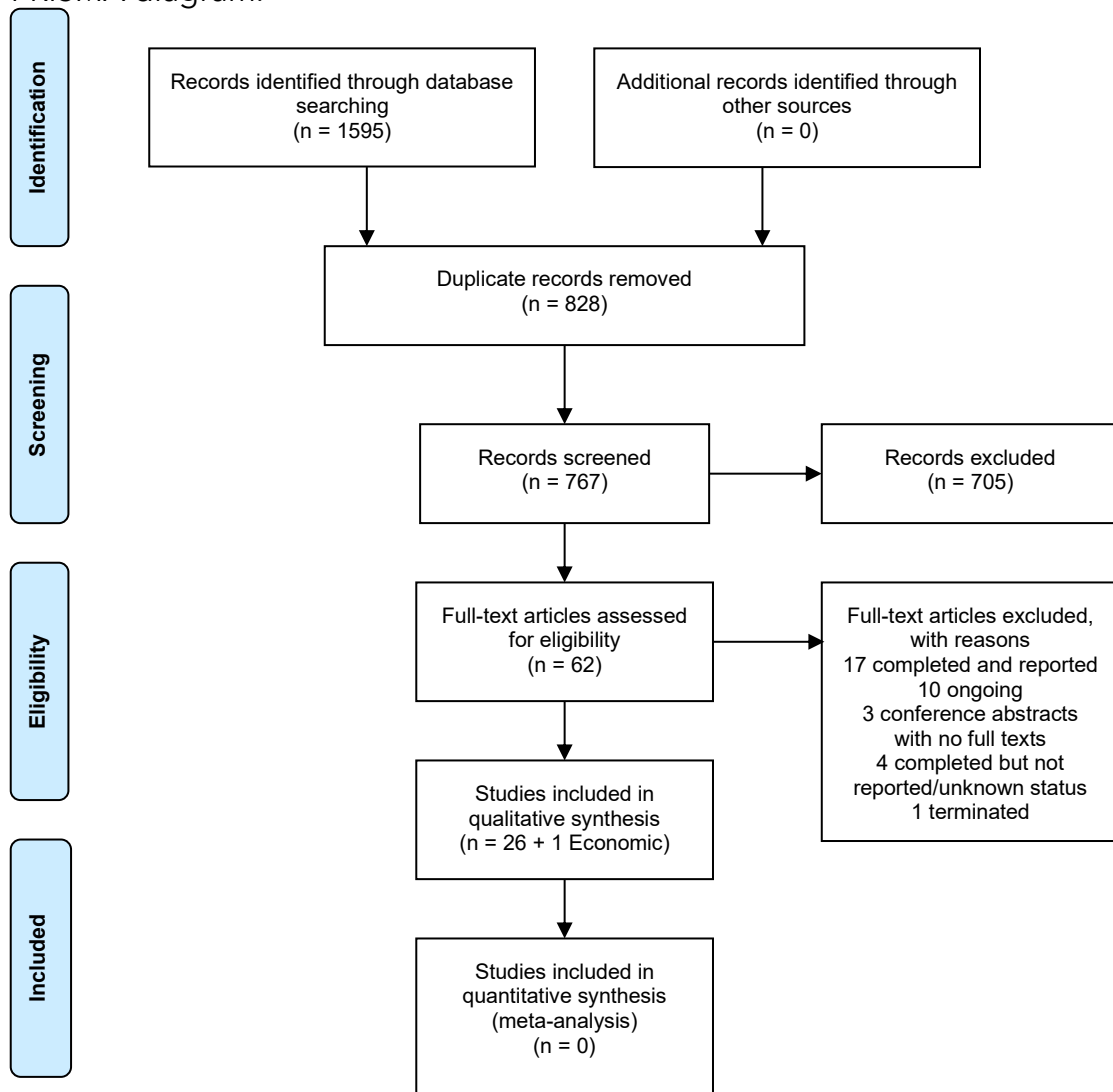 PRISMA diagram.
Identification
Records identified through database
searching
(n = 1595)
Additional records identified through
other sources
(n = 0)
Duplicate records removed
(n = 828)
Screening
Records screened
(n = 767)
Records excluded
(n = 705)
Eligibility
Full-text articles assessed
for eligibility
(n = 62)
Full-text articles excluded,
with reasons
17 completed and reported
10 ongoing
3 conference abstracts
with no full texts
4 completed but not
reported/unknown status
1 terminated
Studies included in
qualitative synthesis
(n = 26 + 1 Economic)
Included
Studies included in
quantitative synthesis
(meta-analysis)
(n = 0)